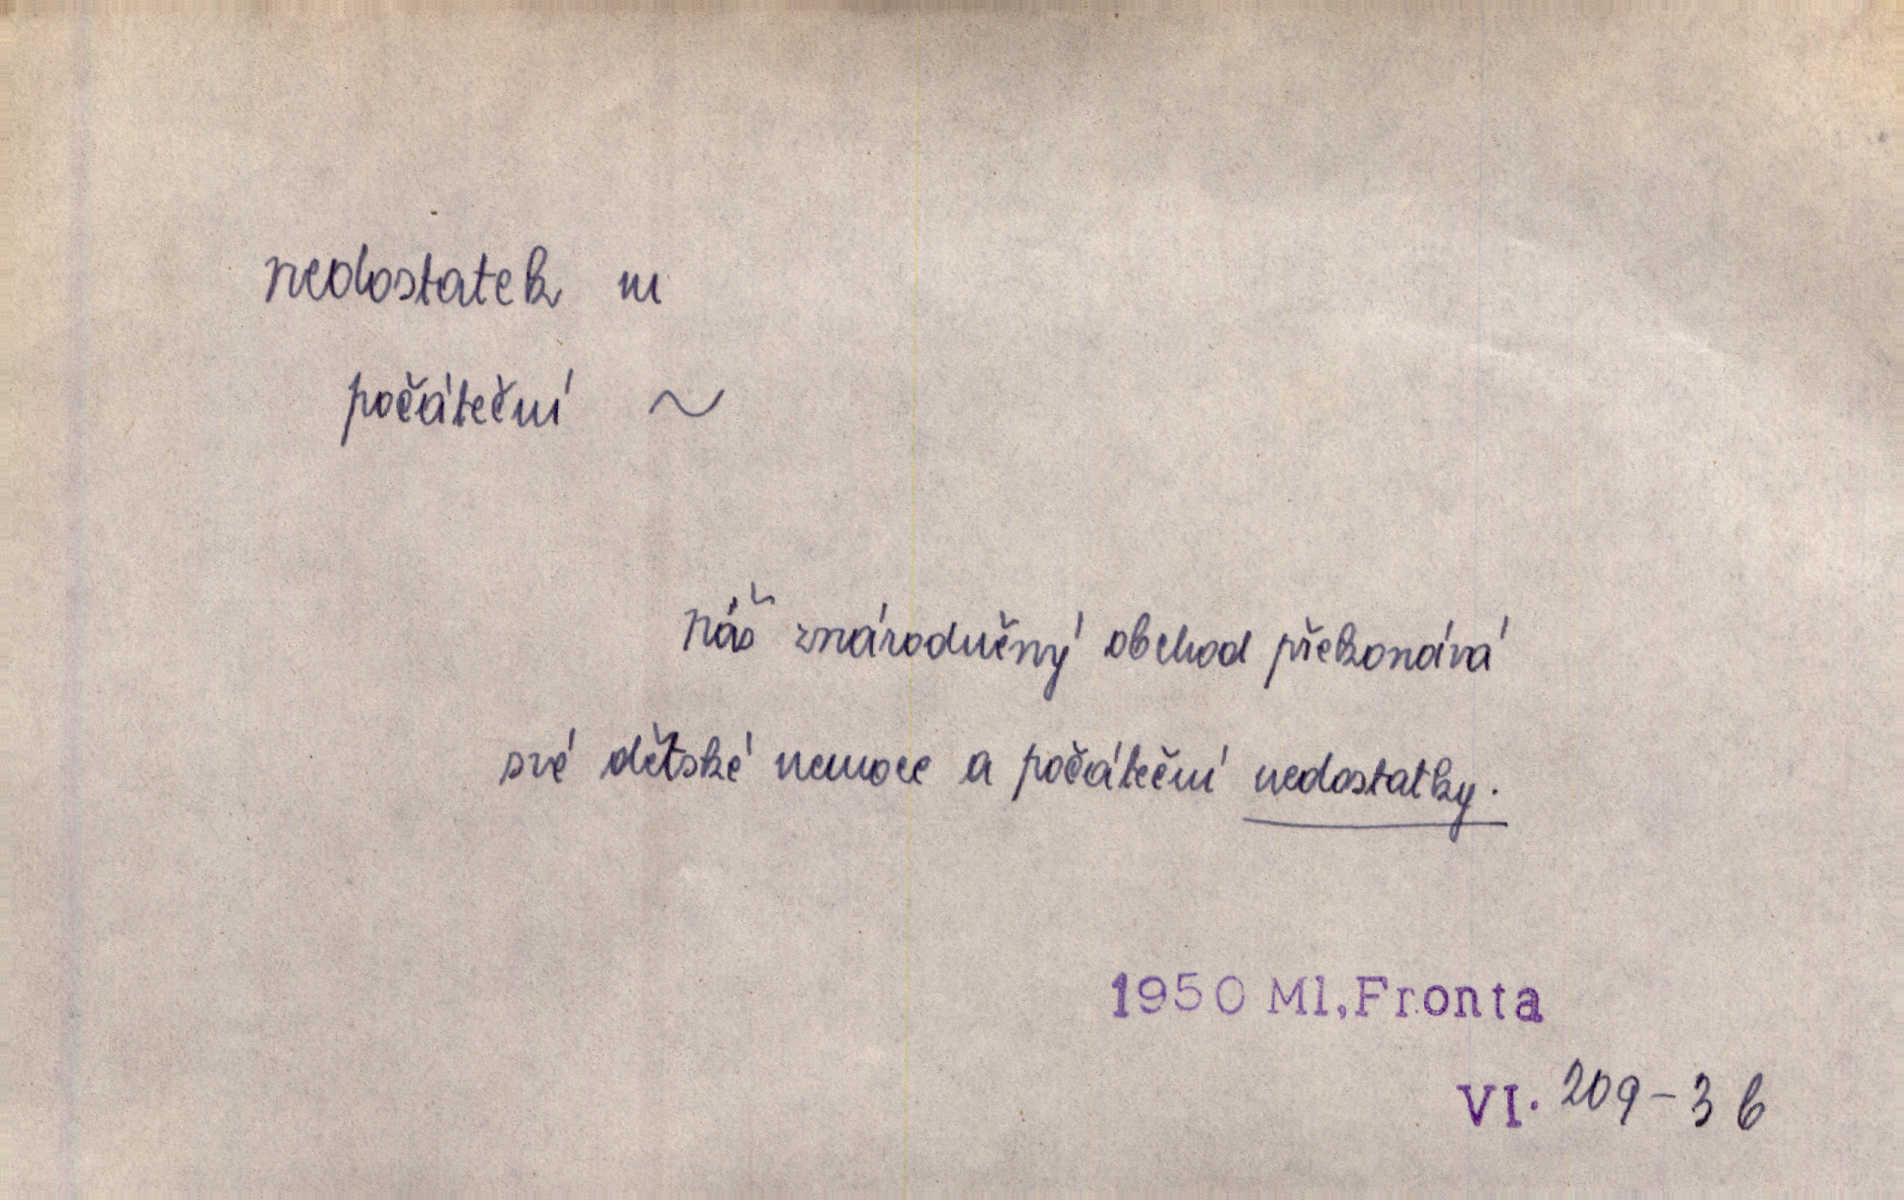 nedostatek m
počáteční ~
Náš znárodněný obchod překonává
své dětské nemoce a počáteční nedostatky.
1950 Ml,Fronta
VI. 209-3 b